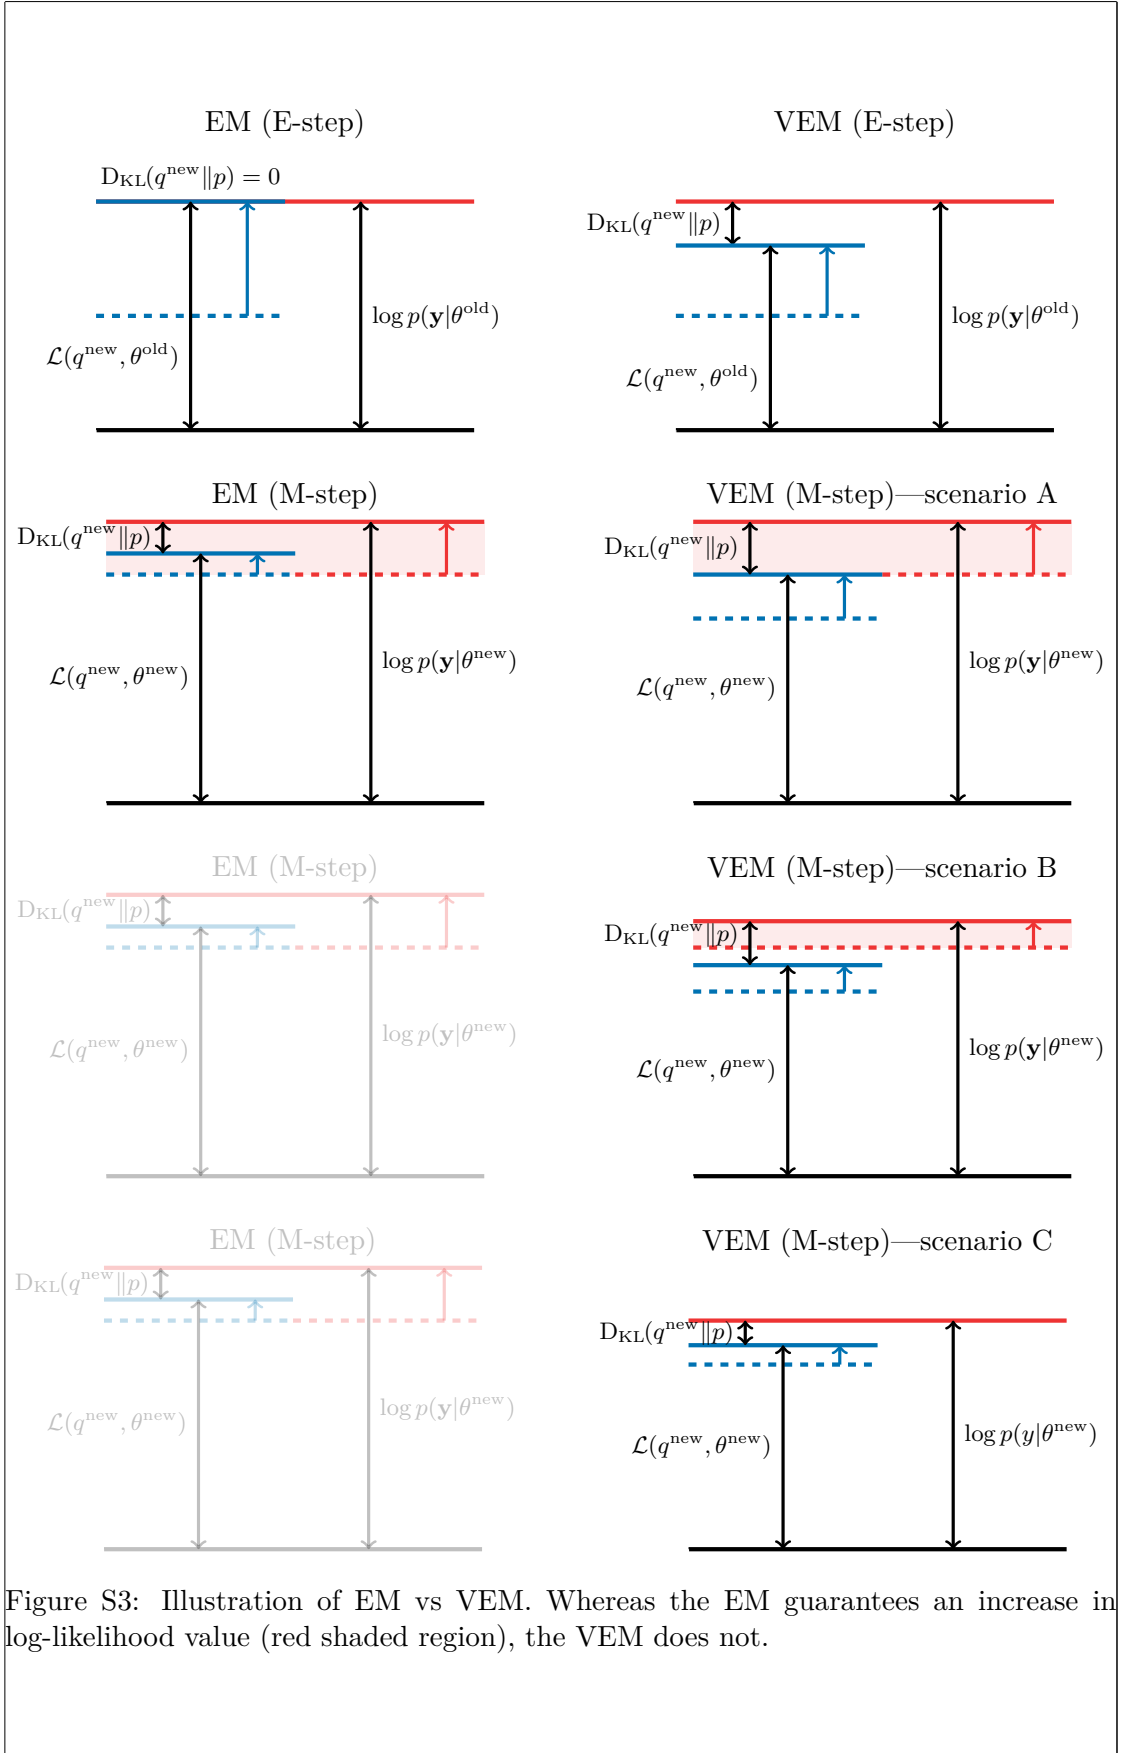 EM (E-step)
D_KL(q^new‖p) = 0
ℒ(q^new, θ^old)
log p(𝐲|θ^old)
VEM (E-step)
D_KL(q^new‖p)
ℒ(q^new, θ^old)
log p(𝐲|θ^old)
EM (M-step)
D_KL(q^new‖p)
ℒ(q^new, θ^new)
log p(𝐲|θ^new)
VEM (M-step)—scenario A
D_KL(q^new‖p)
ℒ(q^new, θ^new)
log p(𝐲|θ^new)
EM (M-step)
D_KL(q^new‖p)
ℒ(q^new, θ^new)
log p(𝐲|θ^new)
VEM (M-step)—scenario B
D_KL(q^new‖p)
ℒ(q^new, θ^new)
log p(𝐲|θ^new)
EM (M-step)
D_KL(q^new‖p)
ℒ(q^new, θ^new)
log p(𝐲|θ^new)
VEM (M-step)—scenario C
D_KL(q^new‖p)
ℒ(q^new, θ^new)
log p(y|θ^new)
Figure S3: Illustration of EM vs VEM. Whereas the EM guarantees an increase in
log-likelihood value (red shaded region), the VEM does not.